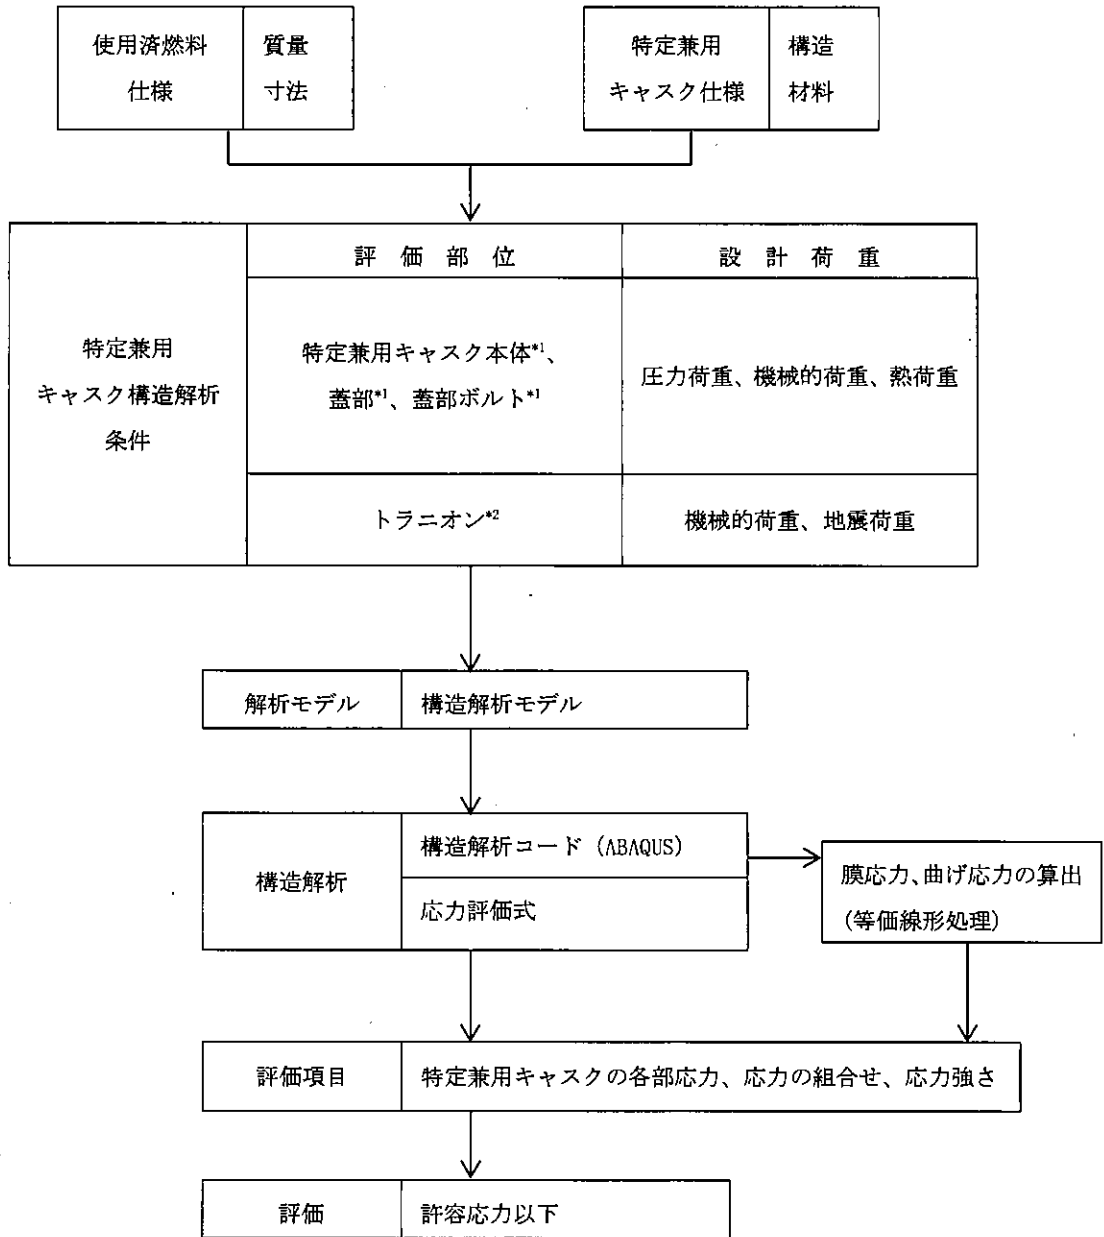 使用済燃料
仕様
質量
寸法
特定兼用
キャスク仕様
構造
材料
特定兼用
キャスク構造解析
条件
評価部位
設計荷重
特定兼用キャスク本体*1、
蓋部*1、蓋部ボルト*1
圧力荷重、機械的荷重、熱荷重
トラニオン*2
機械的荷重、地震荷重
解析モデル
構造解析モデル
構造解析
構造解析コード（ABAQUS）
応力評価式
膜応力、曲げ応力の算出
(等価線形処理)
評価項目
特定兼用キャスクの各部応力、応力の組合せ、応力強さ
評価
許容応力以下